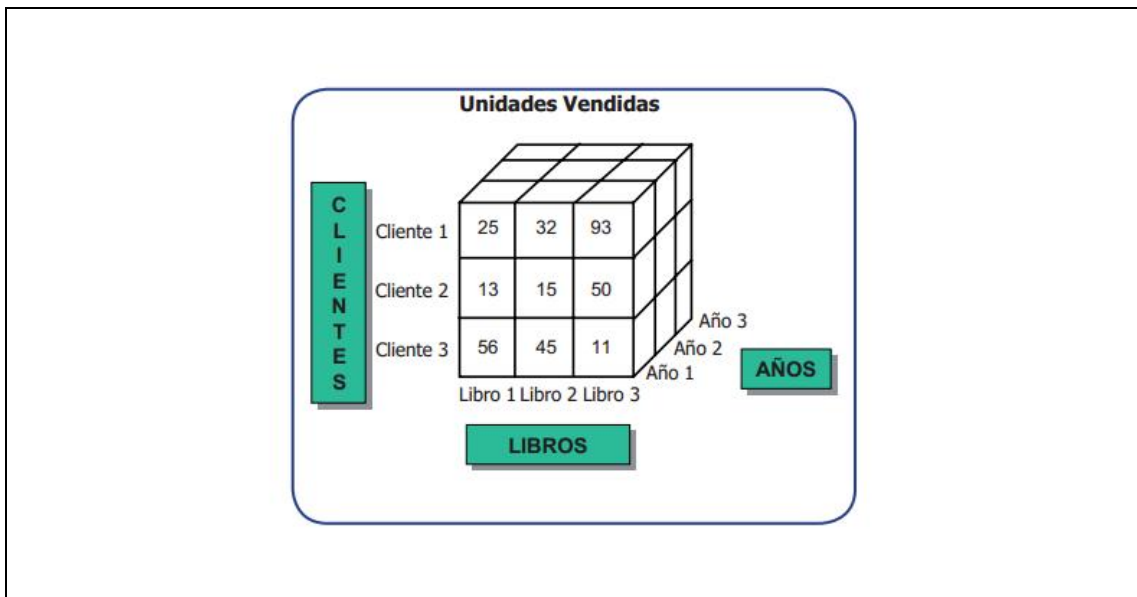 Unidades Vendidas
CLIENTES
Cliente 1 25 32 93
Cliente 2 13 15 50
Cliente 3 56 45 11
Año 3
Año 2
Año 1
AÑOS
Libro 1 Libro 2 Libro 3
LIBROS